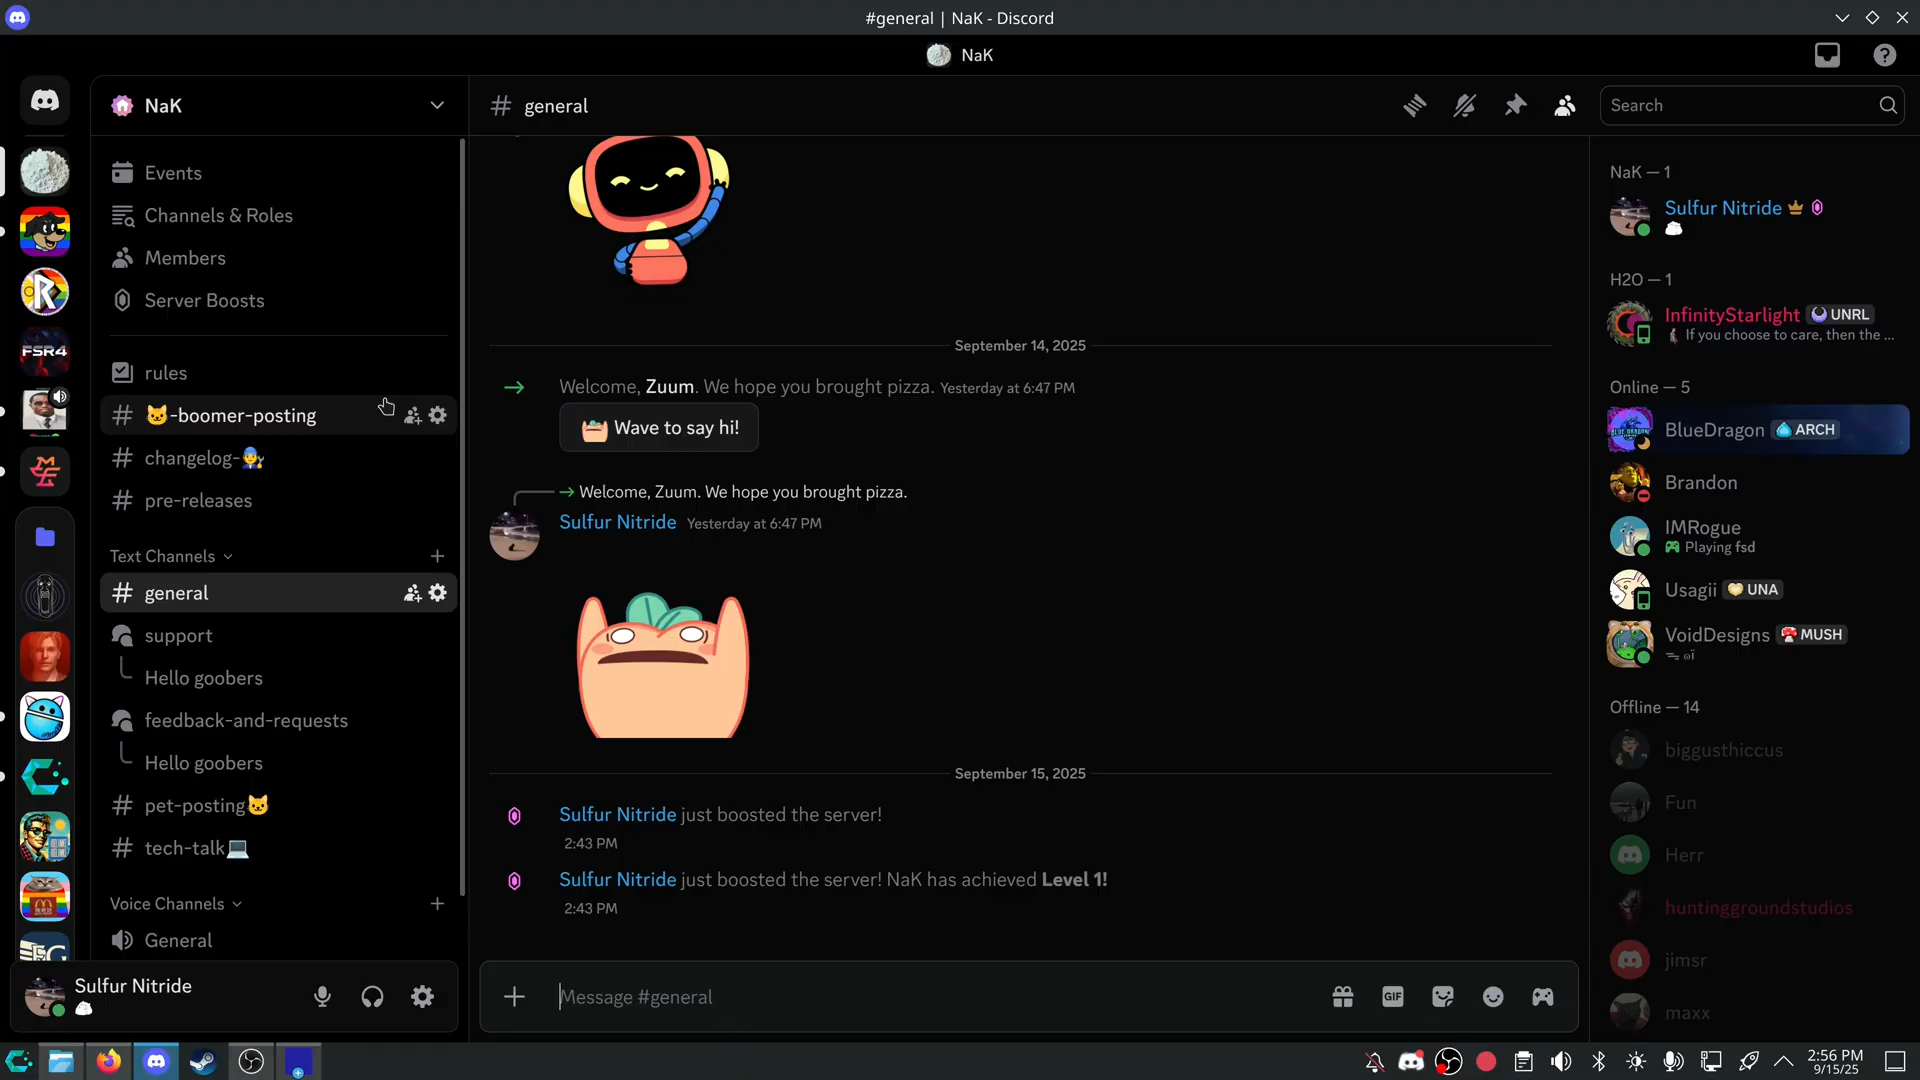 #general | NaK - Discord
NaK
NaK
Events
Channels & Roles
Members
Server Boosts
rules
🐱-boomer-posting
changelog-👨‍🔧
pre-releases
Text Channels
general
support
Hello goobers
feedback-and-requests
Hello goobers
pet-posting🐱
tech-talk💻
Voice Channels
General
Sulfur Nitride
FSR4
# general
Search
September 14, 2025
Welcome, Zuum. We hope you brought pizza. Yesterday at 6:47 PM
Wave to say hi!
Welcome, Zuum. We hope you brought pizza.
Sulfur Nitride Yesterday at 6:47 PM
September 15, 2025
Sulfur Nitride just boosted the server!
2:43 PM
Sulfur Nitride just boosted the server! NaK has achieved Level 1!
2:43 PM
Message #general
GIF
NaK — 1
Sulfur Nitride
H2O — 1
InfinityStarlight UNRL
If you choose to care, then the ...
Online — 5
BlueDragon ARCH
Brandon
IMRogue
Playing fsd
Usagii UNA
VoidDesigns MUSH
Offline — 14
biggusthiccus
Fun
Herr
huntinggroundstudios
jimsr
maxx
2:56 PM
9/15/25